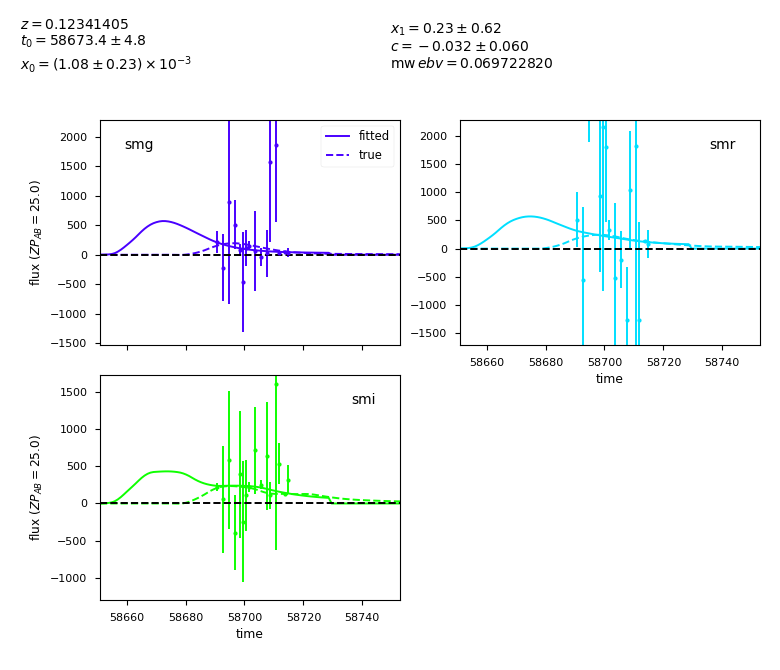 z = 0.12341405
t0 = 58673.4 ± 4.8
x0 = (1.08 ± 0.23) × 10^−3
x1 = 0.23 ± 0.62
c = −0.032 ± 0.060
mw ebv = 0.069722820
smg
fitted
true
2000
1500
1000
500
0
−500
−1000
−1500
flux (ZP_AB = 25.0)
smr
2000
1500
1000
500
0
−500
−1000
−1500
58660 58680 58700 58720 58740
time
smi
1500
1000
500
0
−500
−1000
flux (ZP_AB = 25.0)
58660 58680 58700 58720 58740
time